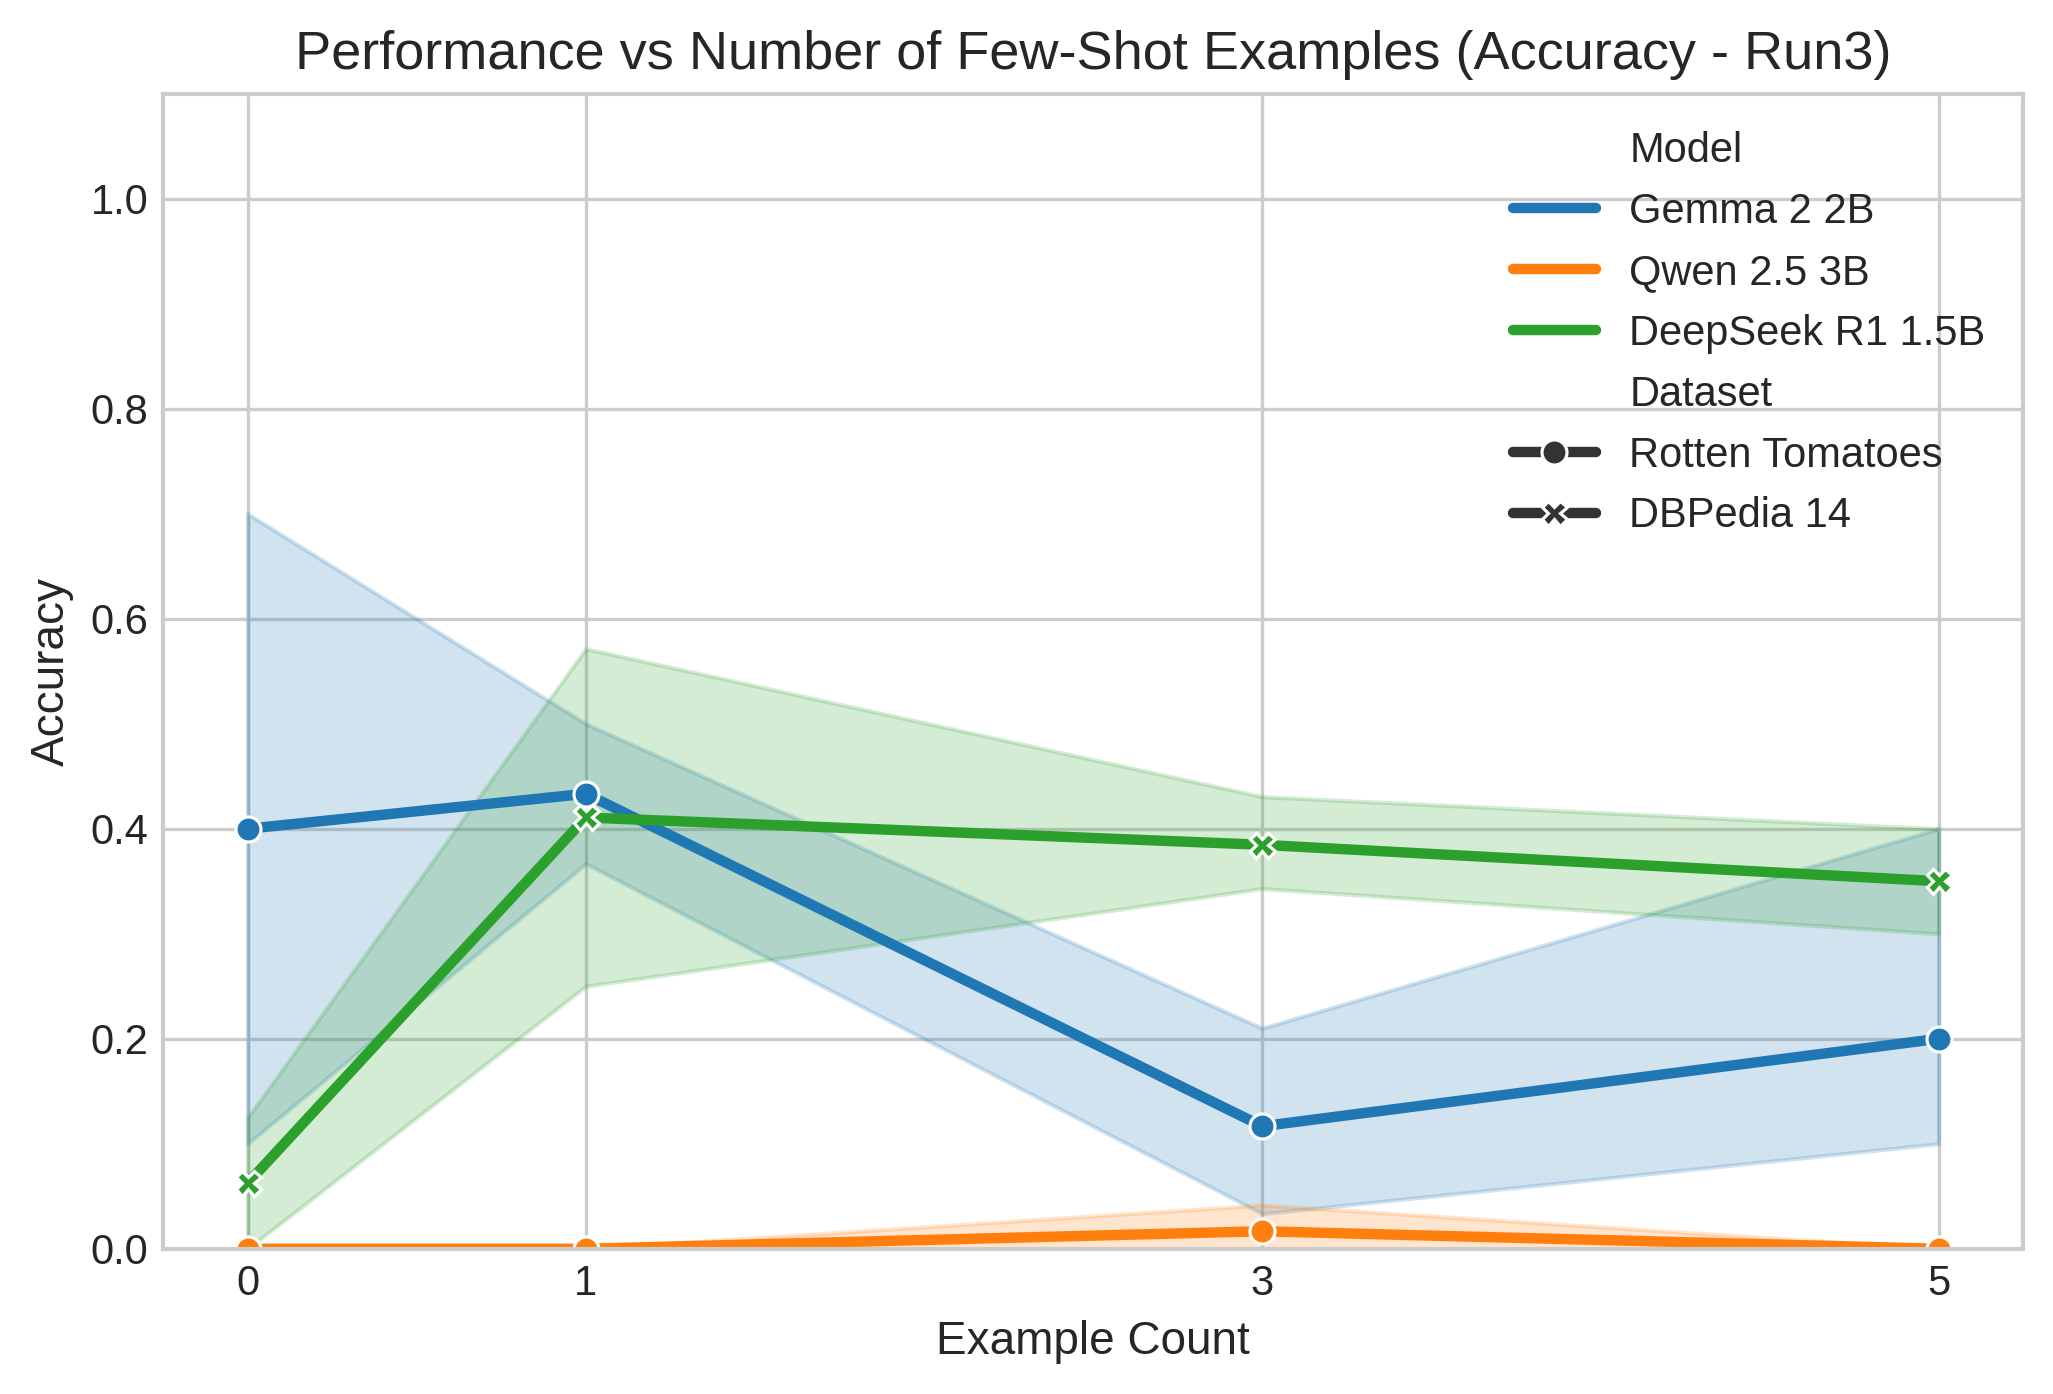 Performance vs Number of Few-Shot Examples (Accuracy - Run3)
Model
Gemma 2 2B
Qwen 2.5 3B
DeepSeek R1 1.5B
Dataset
Rotten Tomatoes
DBPedia 14
Accuracy
1.0
0.8
0.6
0.4
0.2
0.0
0 1 3 5
Example Count